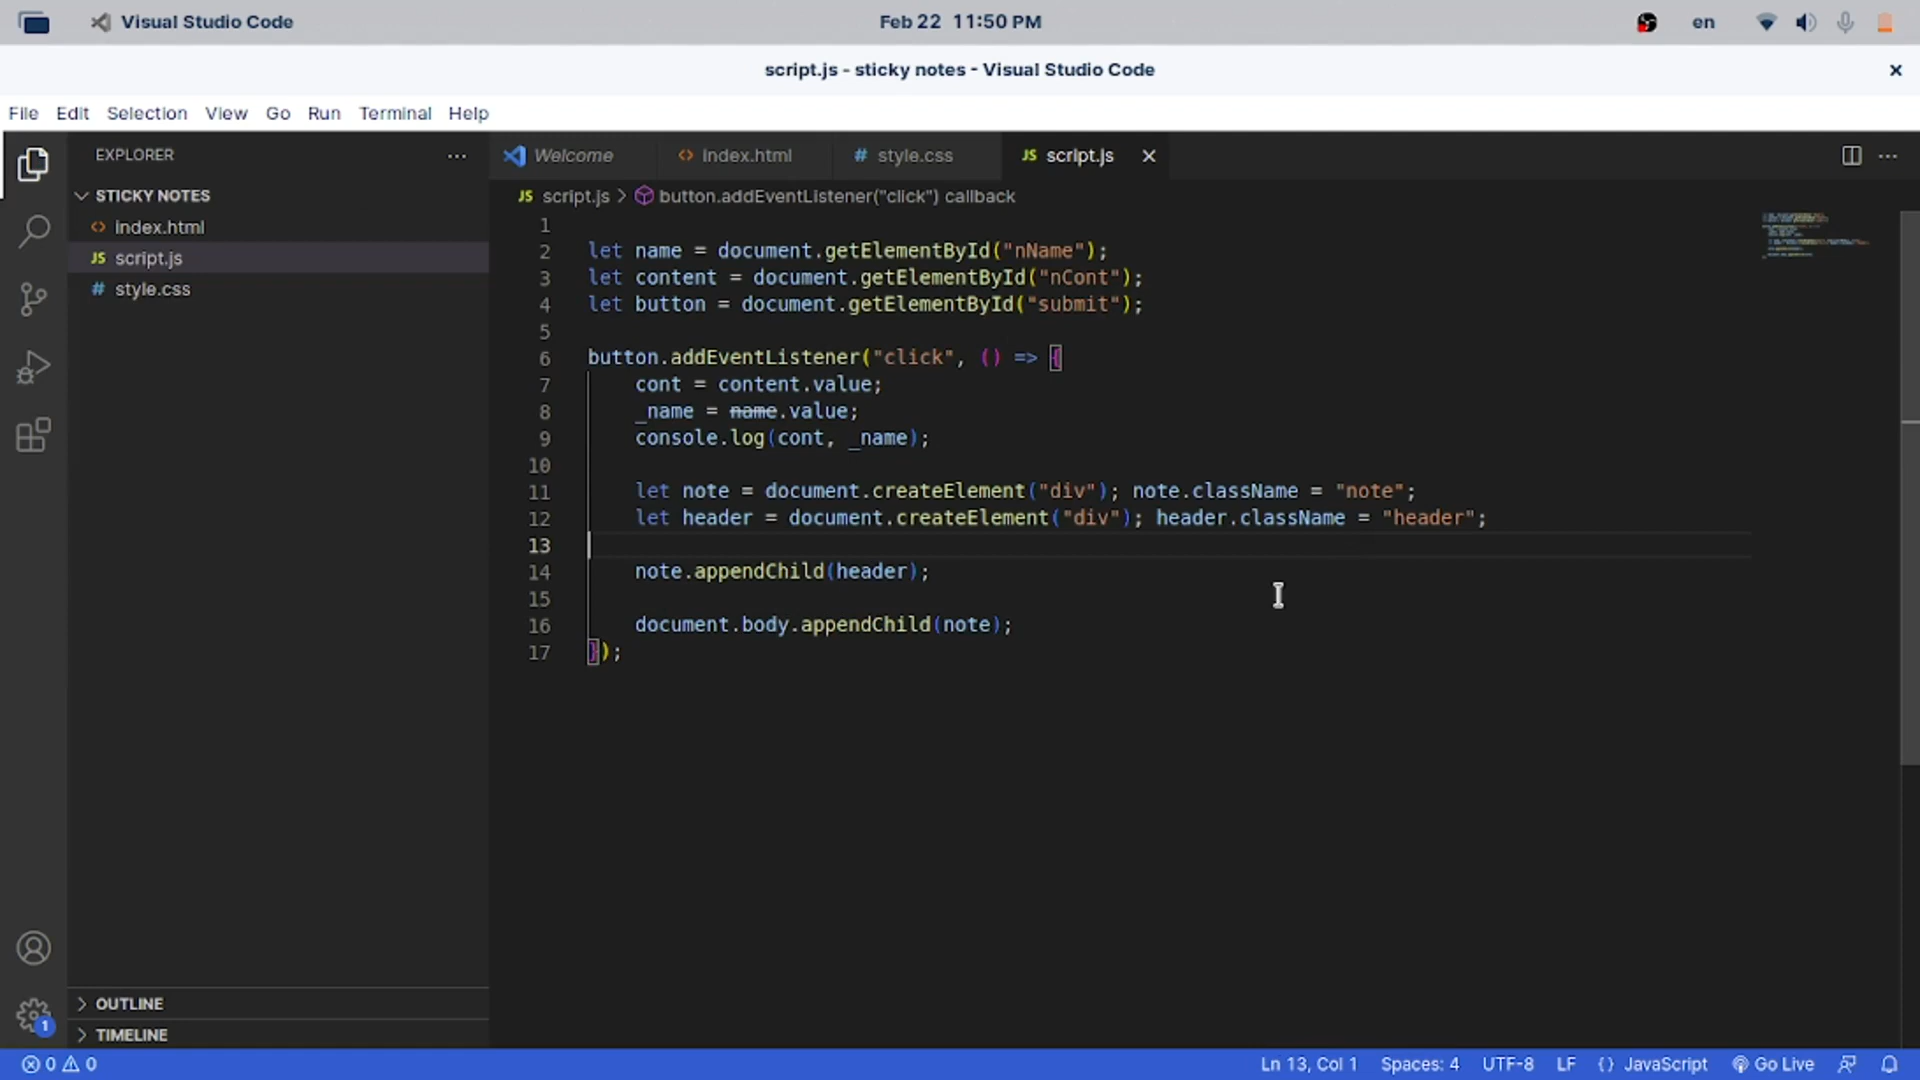 Visual Studio Code
Feb 22 11:50 PM
en
script.js - sticky notes - Visual Studio Code
File Edit Selection View Go Run Terminal Help
EXPLORER
STICKY NOTES
index.html
JS script.js
# style.css
OUTLINE
TIMELINE
Welcome
index.html
# style.css
JS script.js
JS script.js > button.addEventListener("click") callback
1
2 let name = document.getElementById("nName");
3 let content = document.getElementById("nCont");
4 let button = document.getElementById("submit");
5
6 button.addEventListener("click", () => {
7 cont = content.value;
8 _name = name.value;
9 console.log(cont, _name);
10
11 let note = document.createElement("div"); note.className = "note";
12 let header = document.createElement("div"); header.className = "header";
13
14 note.appendChild(header);
15
16 document.body.appendChild(note);
17 });
1
0 0
Ln 13, Col 1 Spaces: 4 UTF-8 LF {} JavaScript Go Live